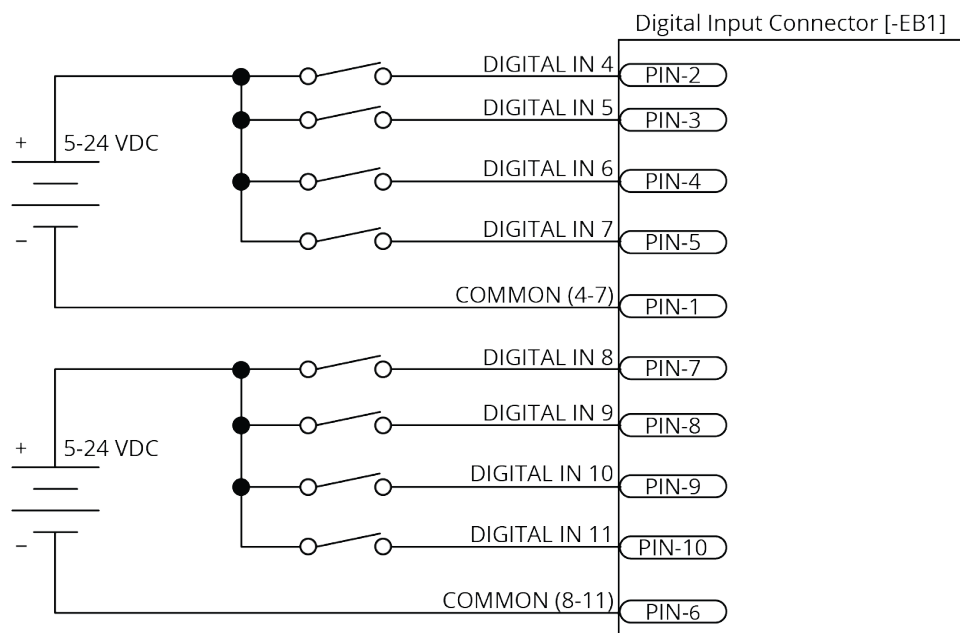 Digital Input Connector [-EB1]
DIGITAL IN 4 PIN-2
DIGITAL IN 5 PIN-3
+ 5-24 VDC
DIGITAL IN 6 PIN-4
DIGITAL IN 7 PIN-5
–
COMMON (4-7) PIN-1
DIGITAL IN 8 PIN-7
DIGITAL IN 9 PIN-8
+ 5-24 VDC
DIGITAL IN 10 PIN-9
DIGITAL IN 11 PIN-10
–
COMMON (8-11) PIN-6